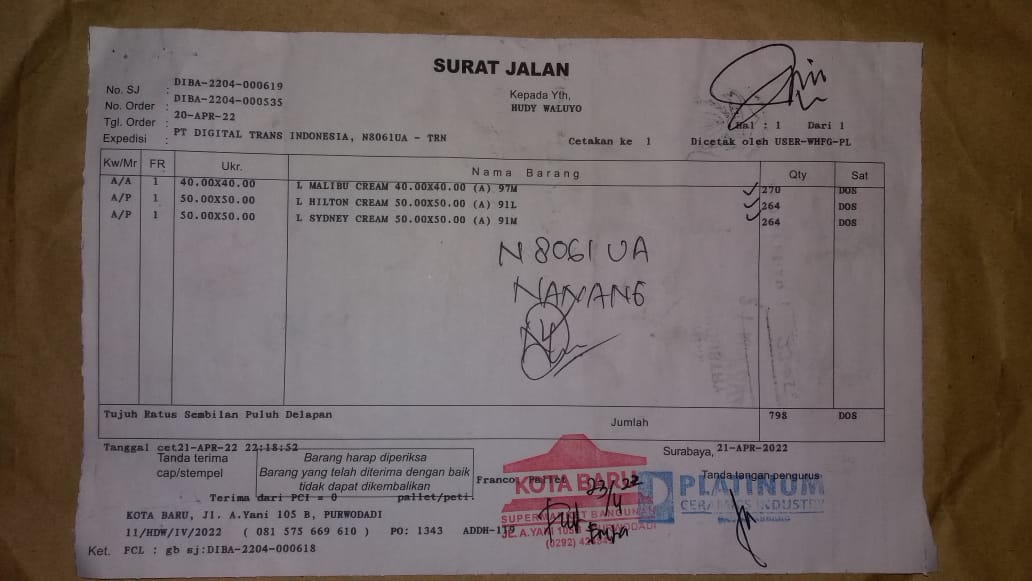 SURAT JALAN
No. SJ : DIBA-2204-000619
No. Order : DIBA-2204-000535
Tgl. Order : 20-APR-22
Expedisi : PT DIGITAL TRANS INDONESIA, N8061UA - TRN
Kepada Yth,
HUDY WALUYO
Hal : 1 Dari 1
Cetakan ke 1
Dicetak oleh USER-WHFG-PL
Kw/Mr FR Ukr. Nama Barang Qty Sat
A/A 1 40.00X40.00 L MALIBU CREAM 40.00X40.00 (A) 97M 270 DOS
A/P 1 50.00X50.00 L HILTON CREAM 50.00X50.00 (A) 91L 264 DOS
A/P 1 50.00X50.00 L SYDNEY CREAM 50.00X50.00 (A) 91M 264 DOS
N 8061 UA
NANANG
Tujuh Ratus Sembilan Puluh Delapan Jumlah 798 DOS
Tanggal cet21-APR-22 22:18:52
Surabaya, 21-APR-2022
Tanda terima
cap/stempel
Barang harap diperiksa
Barang yang telah diterima dengan baik
tidak dapat dikembalikan
Tanda tangan pengurus
Franco Pallet
Terima dari PCI = 0 pallet/peti.
KOTA BARU
SUPERMARKET BANGUNAN
JL. A.YANI 105 PURWODADI
(0292)
23/4 22
PLATINUM
CERAMICS INDUSTRY
KOTA BARU, Jl. A.Yani 105 B, PURWODADI
11/HDW/IV/2022 ( 081 575 669 610 ) PO: 1343 ADDH-119
Ket. FCL : gb sj:DIBA-2204-000618